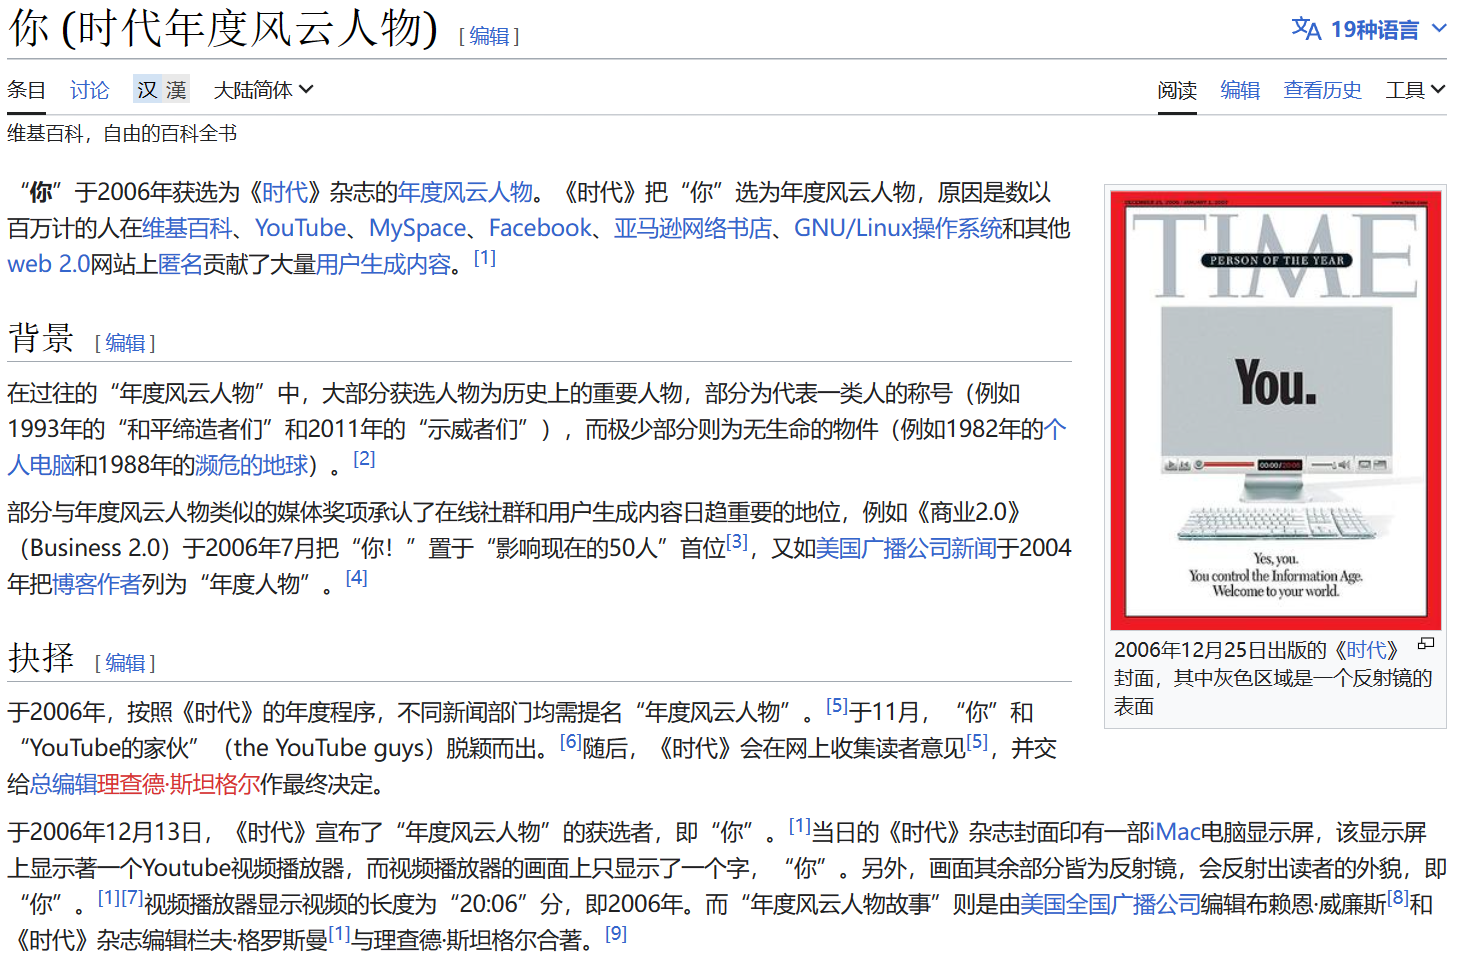 你 (时代年度风云人物) [编辑]
文A 19种语言
条目 讨论 汉 漢 大陆简体
阅读 编辑 查看历史 工具
维基百科，自由的百科全书
“你”于2006年获选为《时代》杂志的年度风云人物。《时代》把“你”选为年度风云人物，原因是数以
百万计的人在维基百科、YouTube、MySpace、Facebook、亚马逊网络书店、GNU/Linux操作系统和其他
web 2.0网站上匿名贡献了大量用户生成内容。[1]
背景 [编辑]
在过往的“年度风云人物”中，大部分获选人物为历史上的重要人物，部分为代表一类人的称号（例如
1993年的“和平缔造者们”和2011年的“示威者们”），而极少部分则为无生命的物件（例如1982年的个
人电脑和1988年的濒危的地球）。[2]
部分与年度风云人物类似的媒体奖项承认了在线社群和用户生成内容日趋重要的地位，例如《商业2.0》
（Business 2.0）于2006年7月把“你！”置于“影响现在的50人”首位[3]，又如美国广播公司新闻于2004
年把博客作者列为“年度人物”。[4]
抉择 [编辑]
于2006年，按照《时代》的年度程序，不同新闻部门均需提名“年度风云人物”。[5]于11月，“你”和
“YouTube的家伙”（the YouTube guys）脱颖而出。[6]随后，《时代》会在网上收集读者意见[5]，并交
给总编辑理查德·斯坦格尔作最终决定。
于2006年12月13日，《时代》宣布了“年度风云人物”的获选者，即“你”。[1]当日的《时代》杂志封面印有一部iMac电脑显示屏，该显示屏
上显示著一个Youtube视频播放器，而视频播放器的画面上只显示了一个字，“你”。另外，画面其余部分皆为反射镜，会反射出读者的外貌，即
“你”。[1][7]视频播放器显示视频的长度为“20:06”分，即2006年。而“年度风云人物故事”则是由美国全国广播公司编辑布赖恩·威廉斯[8]和
《时代》杂志编辑栏夫·格罗斯曼[1]与理查德·斯坦格尔合著。[9]
DECEMBER 25, 2006 / JANUARY 1, 2007
www.time.com
TIME
PERSON OF THE YEAR
You.
00:00/20:06
Yes, you.
You control the Information Age.
Welcome to your world.
2006年12月25日出版的《时代》
封面，其中灰色区域是一个反射镜的
表面